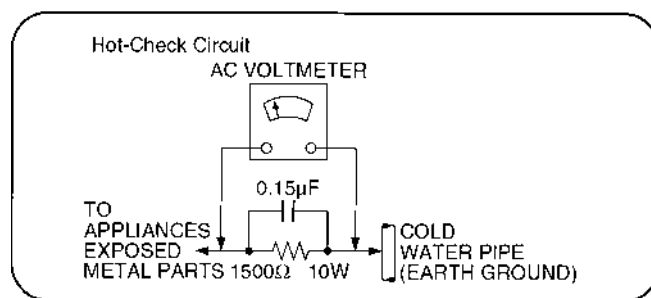 Hot-Check Circuit
AC VOLTMETER
0.15µF
TO
APPLIANCES
EXPOSED
METAL PARTS 1500Ω 10W
COLD
WATER PIPE
(EARTH GROUND)